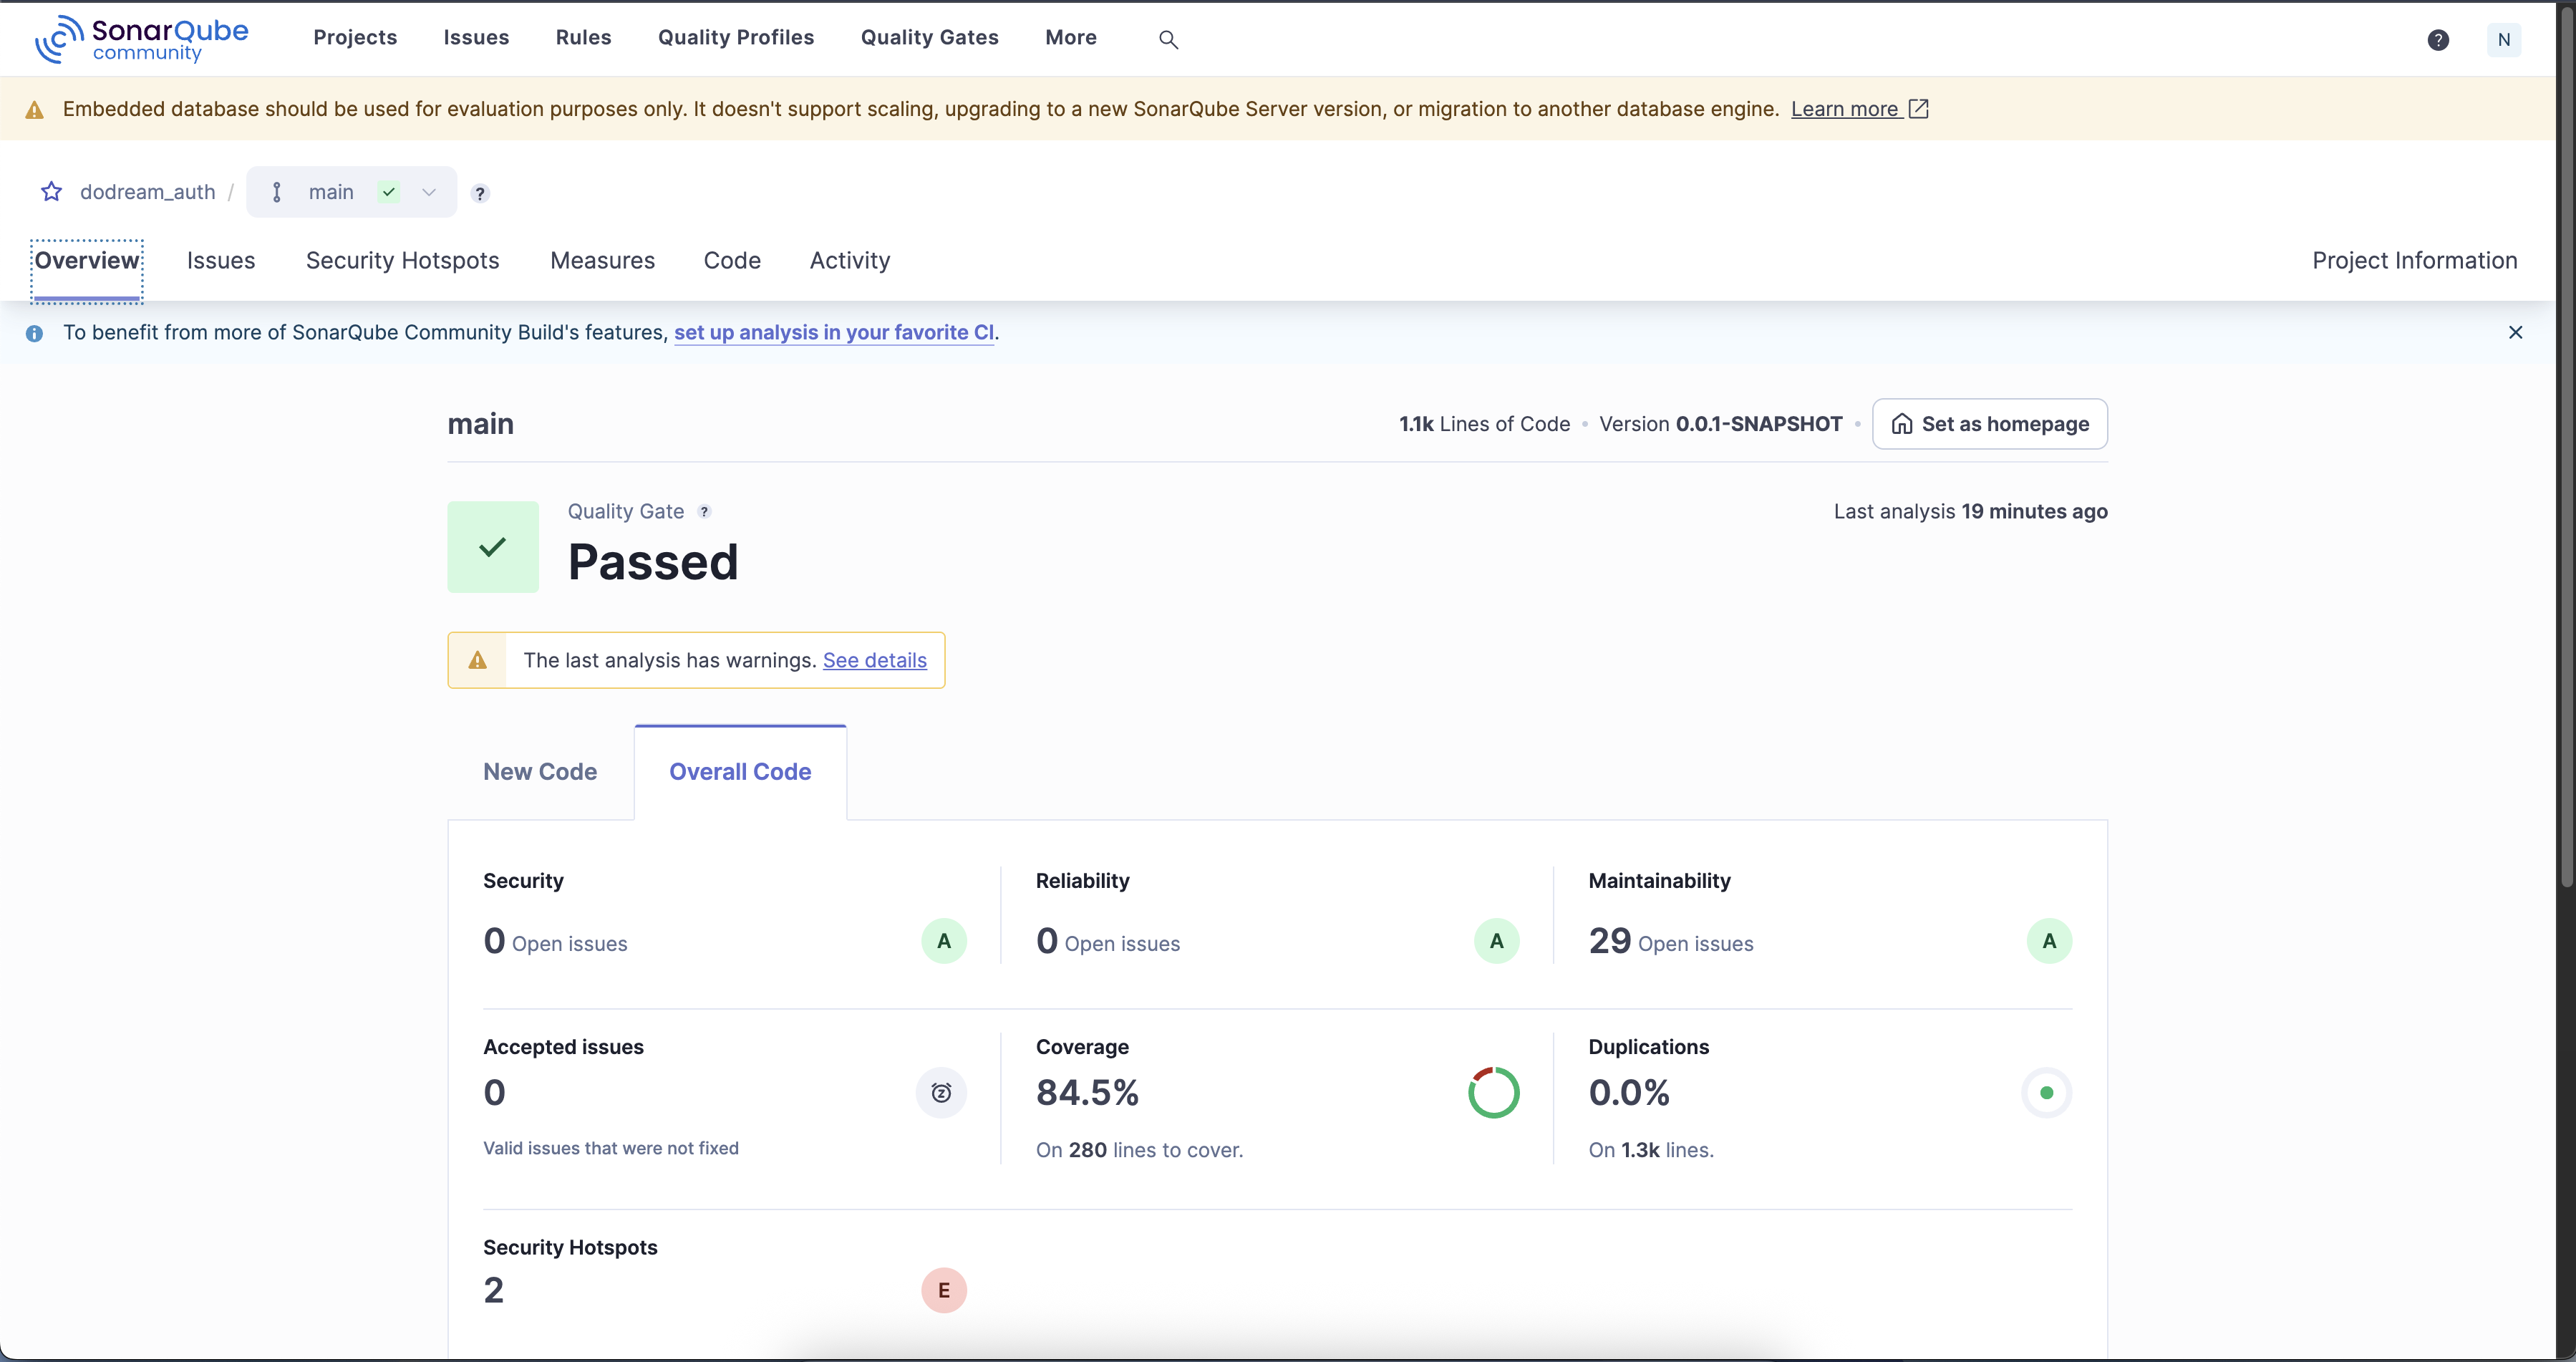 SonarQube community
Projects Issues Rules Quality Profiles Quality Gates More
? N
Embedded database should be used for evaluation purposes only. It doesn't support scaling, upgrading to a new SonarQube Server version, or migration to another database engine. Learn more
dodream_auth / main ?
Overview Issues Security Hotspots Measures Code Activity Project Information
To benefit from more of SonarQube Community Build's features, set up analysis in your favorite CI.
main 1.1k Lines of Code • Version 0.0.1-SNAPSHOT • Set as homepage
Quality Gate ? Last analysis 19 minutes ago
Passed
The last analysis has warnings. See details
New Code Overall Code
Security Reliability Maintainability
0 Open issues A 0 Open issues A 29 Open issues A
Accepted issues Coverage Duplications
0 84.5% 0.0%
Valid issues that were not fixed On 280 lines to cover. On 1.3k lines.
Security Hotspots
2 E